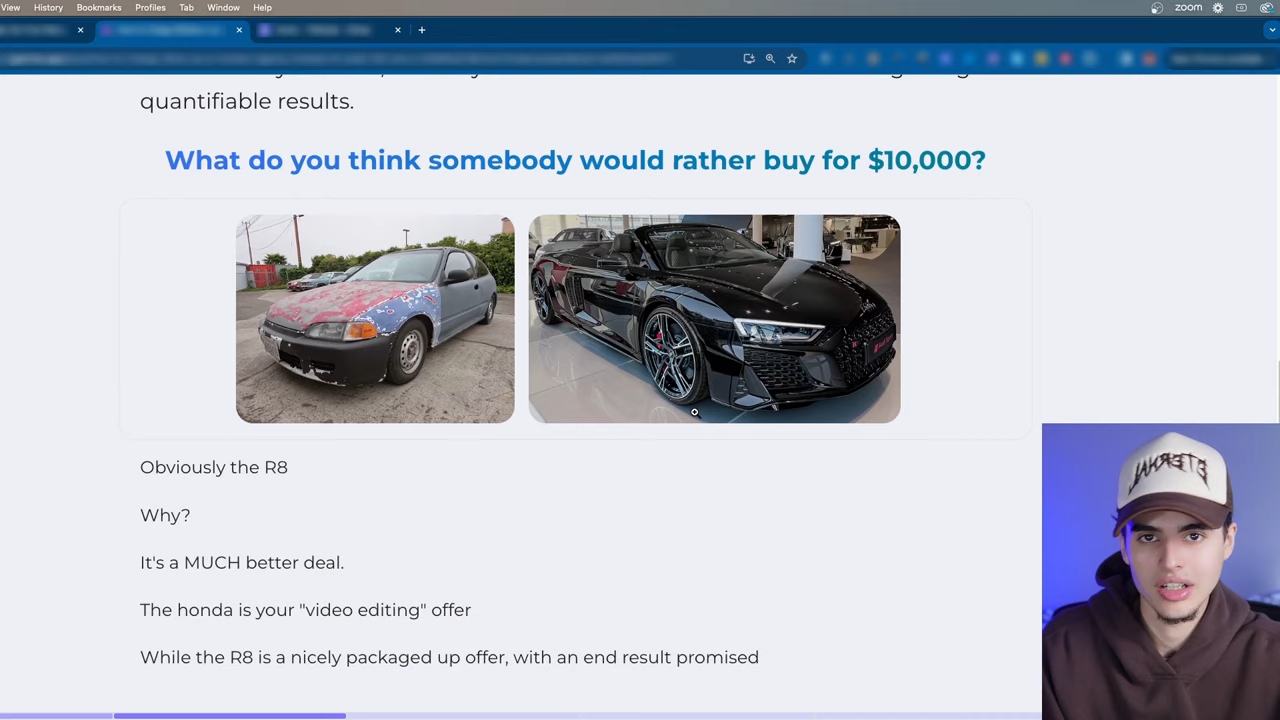 View History Bookmarks Profiles Tab Window Help
zoom
quantifiable results.
What do you think somebody would rather buy for $10,000?
Obviously the R8
Why?
It's a MUCH better deal.
The honda is your "video editing" offer
While the R8 is a nicely packaged up offer, with an end result promised